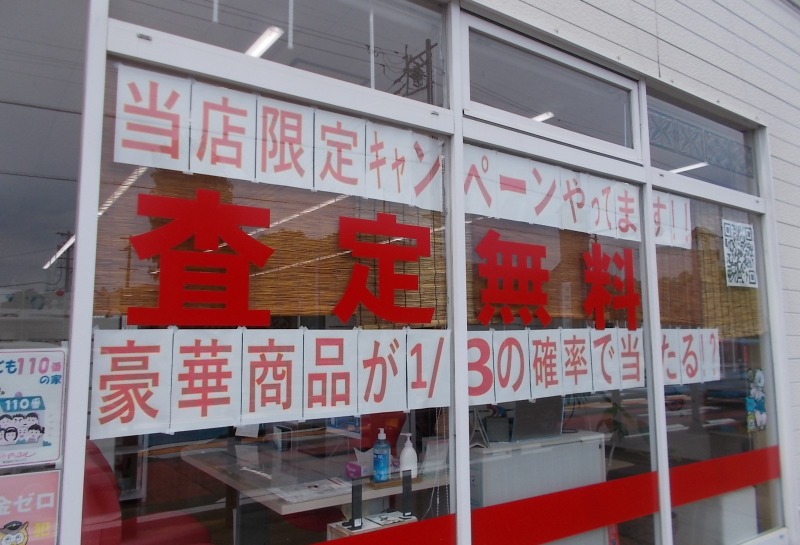 当店限定キャンペーンやってます!!
査定無料
豪華商品が1/3の確率で当たる!?
ども110番
の家
110番
金ゼロ